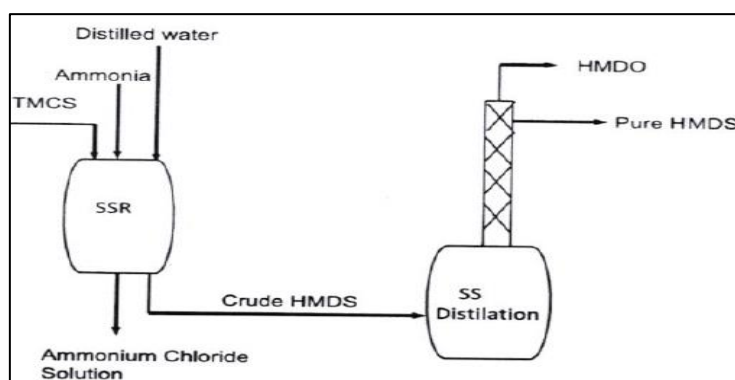 Distilled water
Ammonia
TMCS
HMDO
Pure HMDS
SSR
Crude HMDS
SS
Distilation
Ammonium Chloride
Solution